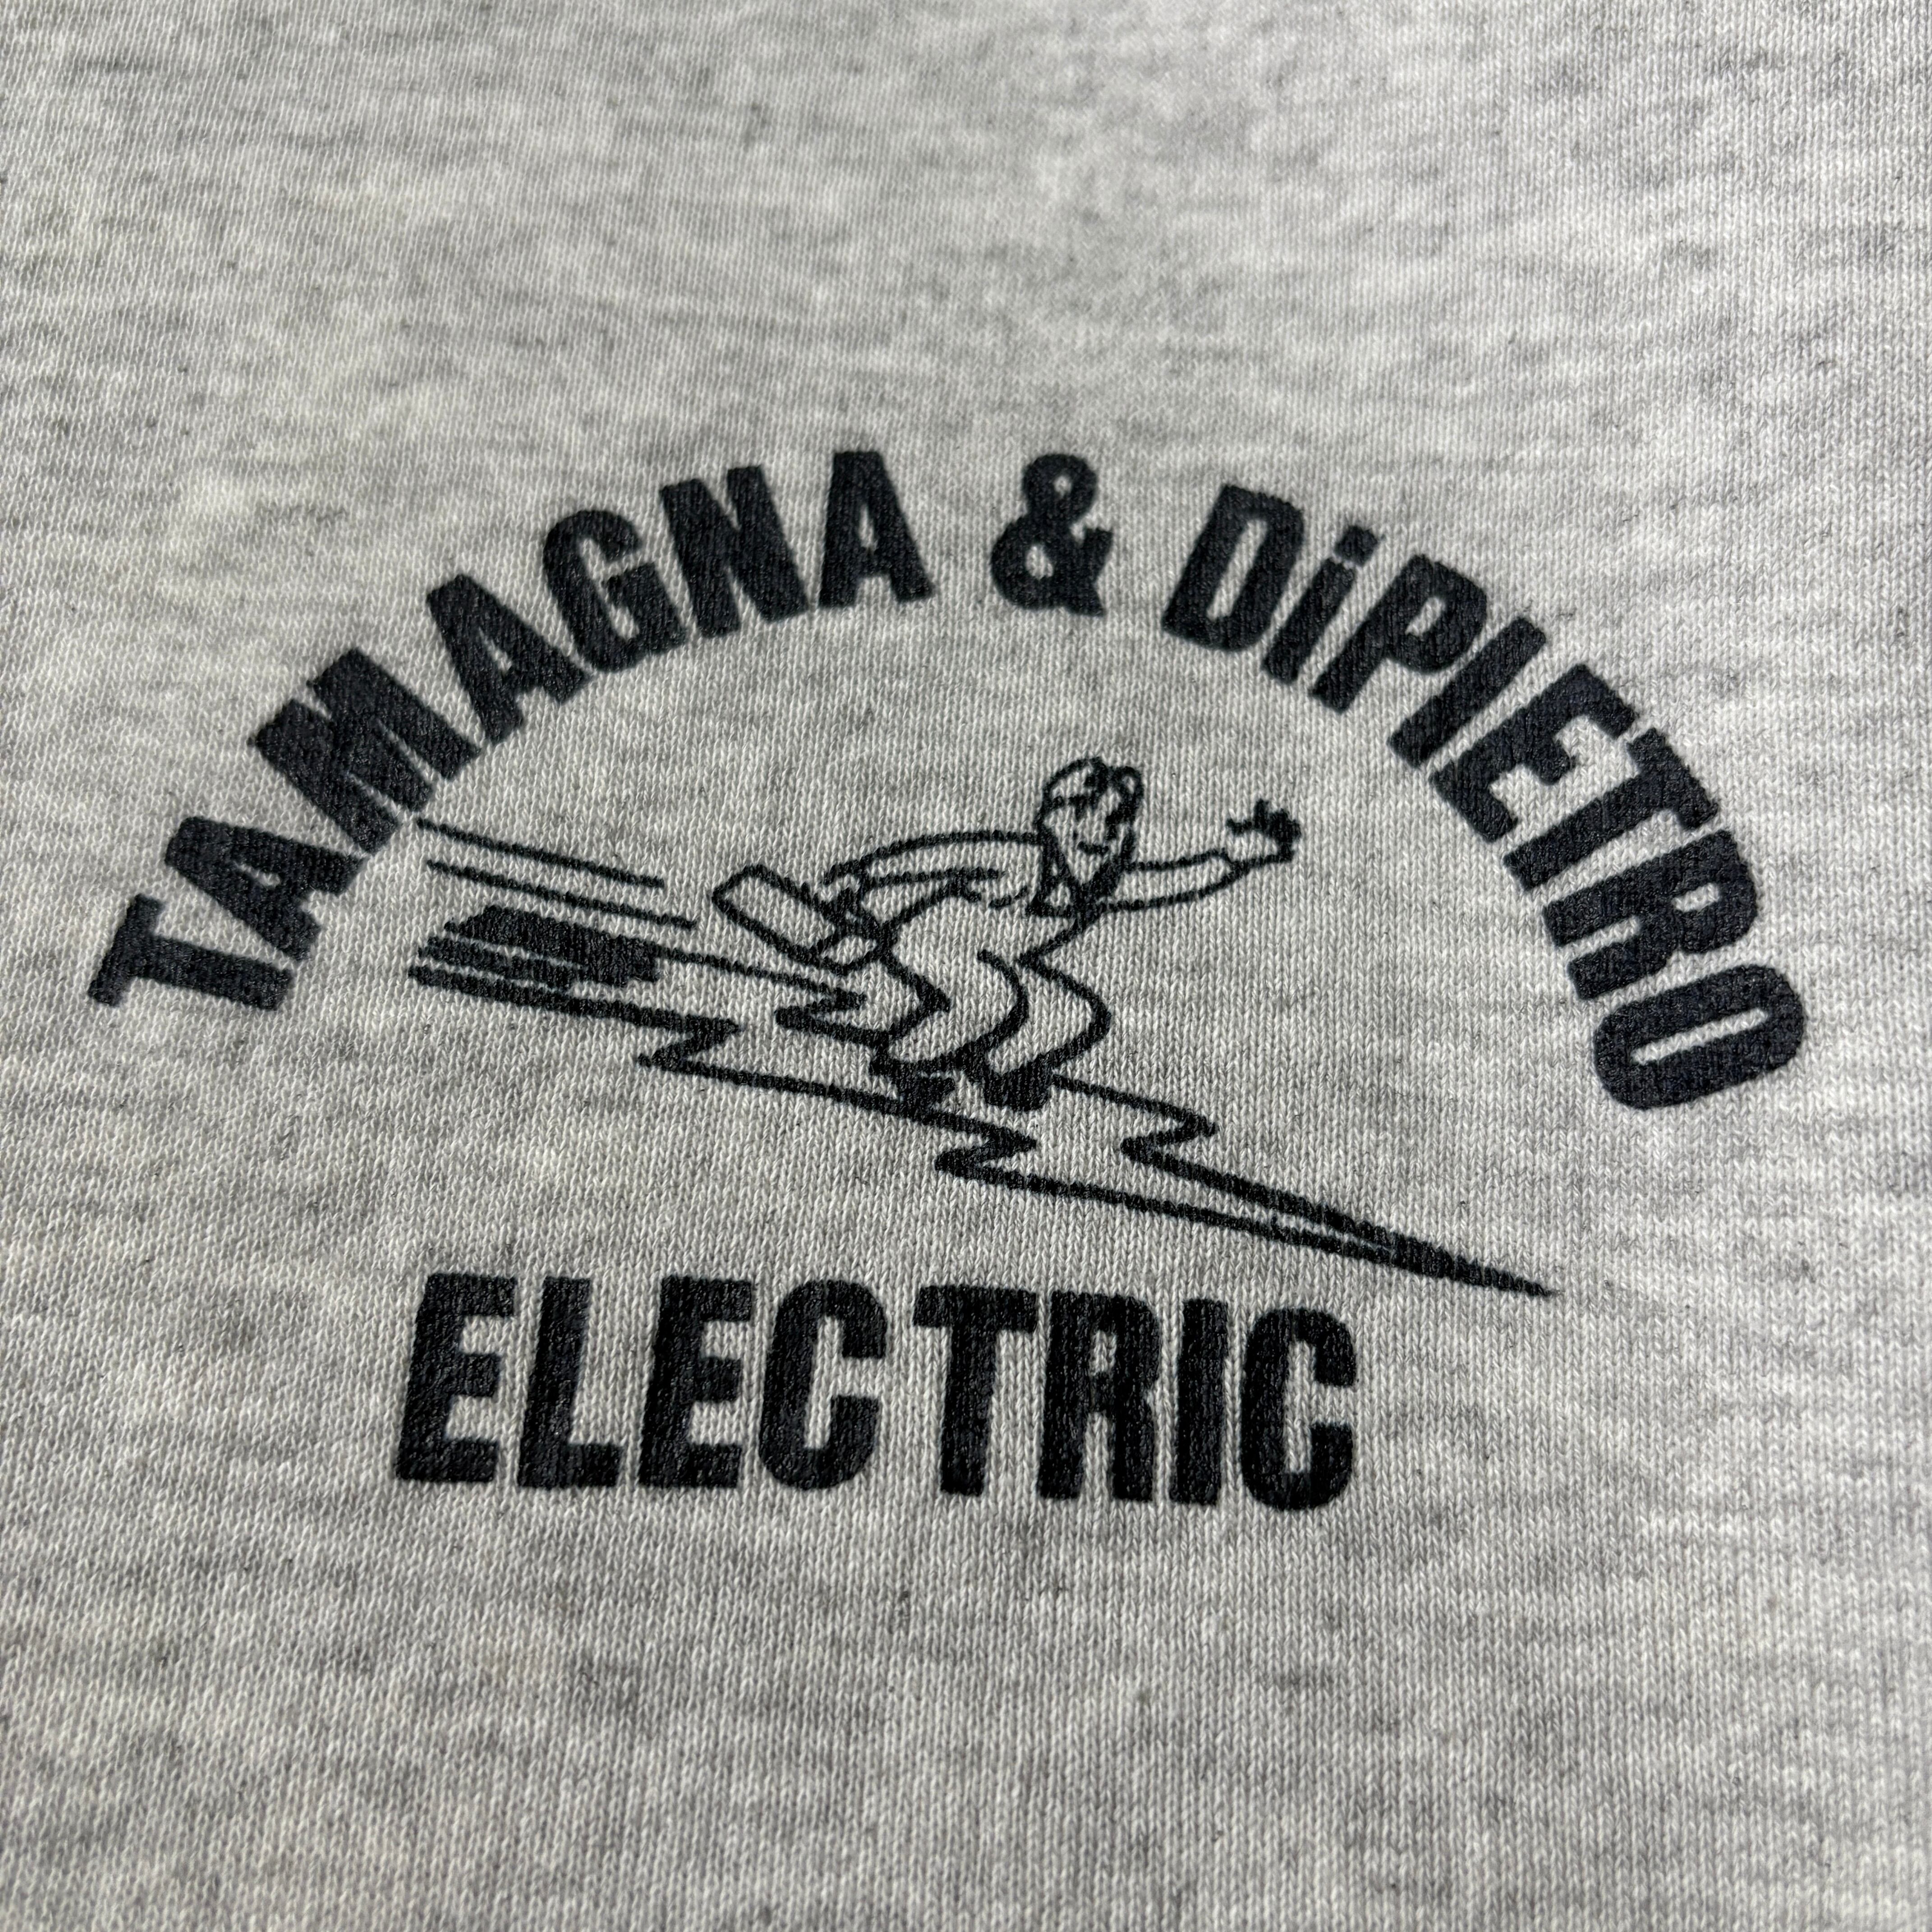 TAMAGNA & DiPIETRO
ELECTRIC